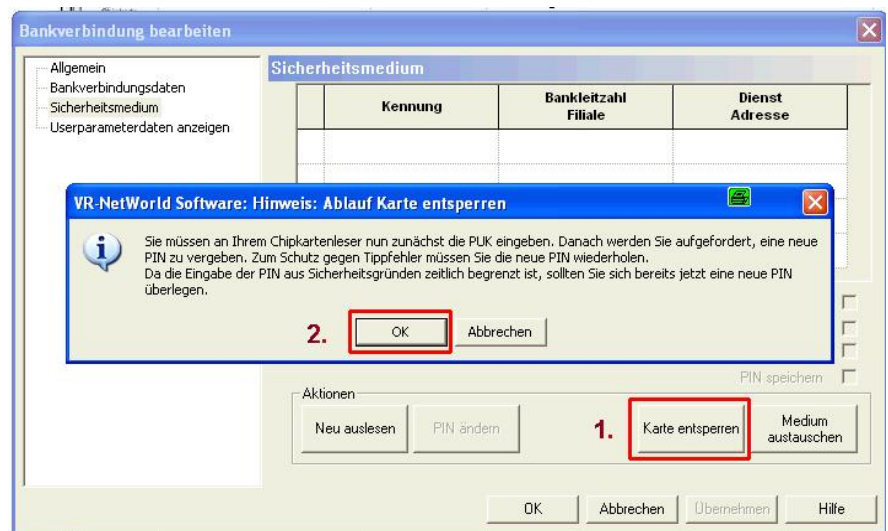 Bankverbindung bearbeiten
Allgemein
Bankverbindungsdaten
Sicherheitsmedium
Userparameterdaten anzeigen
Sicherheitsmedium
Kennung
Bankleitzahl
Filiale
Dienst
Adresse
VR-NetWorld Software: Hinweis: Ablauf Karte entsperren
Sie müssen an Ihrem Chipkartenleser nun zunächst die PUK eingeben. Danach werden Sie aufgefordert, eine neue
PIN zu vergeben. Zum Schutz gegen Tippfehler müssen Sie die neue PIN wiederholen.
Da die Eingabe der PIN aus Sicherheitsgründen zeitlich begrenzt ist, sollten Sie sich bereits jetzt eine neue PIN
überlegen.
2.
OK
Abbrechen
PIN speichern
Aktionen
Neu auslesen
PIN ändern
1.
Karte entsperren
Medium
austauschen
OK
Abbrechen
Übernehmen
Hilfe